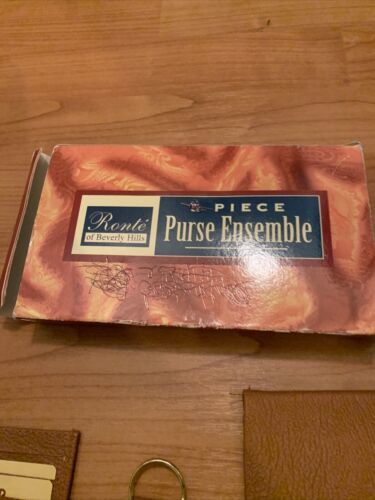 Ronté
of Beverly Hills
PIECE
Purse Ensemble